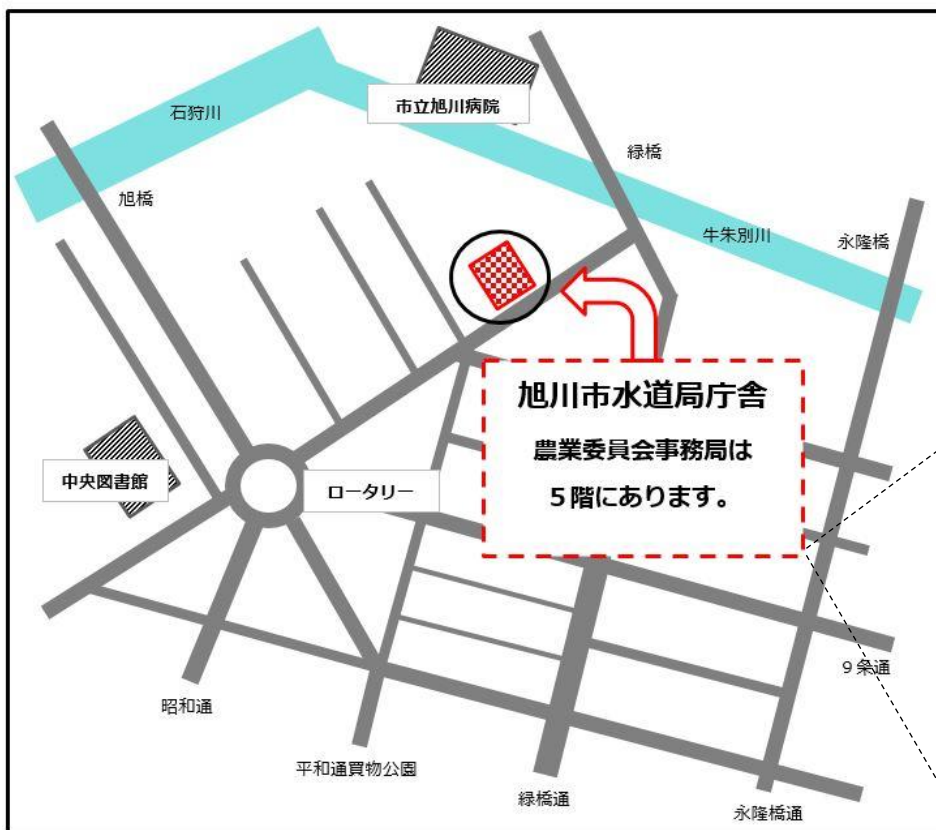 市立旭川病院
石狩川
緑橋
旭橋
牛朱別川
永隆橋
旭川市水道局庁舎
農業委員会事務局は
５階にあります。
中央図書館
ロータリー
９条通
昭和通
平和通買物公園
緑橋通
永隆橋通